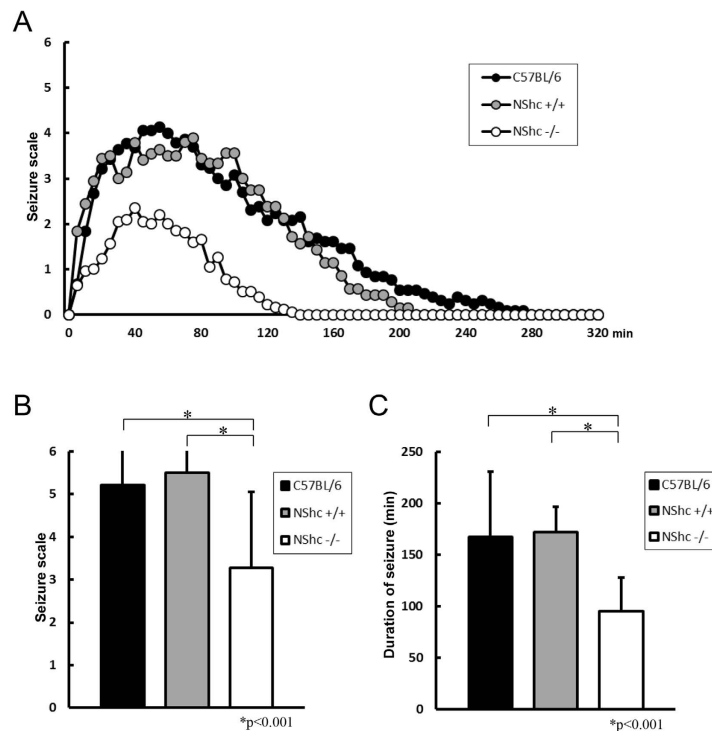 A
Seizure scale
6
5
4
3
2
1
0
0 40 80 120 160 200 240 280 320 min
C57BL/6
NShc +/+
NShc -/-
B
Seizure scale
6
5
4
3
2
1
0
* 
*
C57BL/6
NShc +/+
NShc -/-
*p<0.001
C
Duration of seizure (min)
250
200
150
100
50
0
*
*
C57BL/6
NShc +/+
NShc -/-
*p<0.001